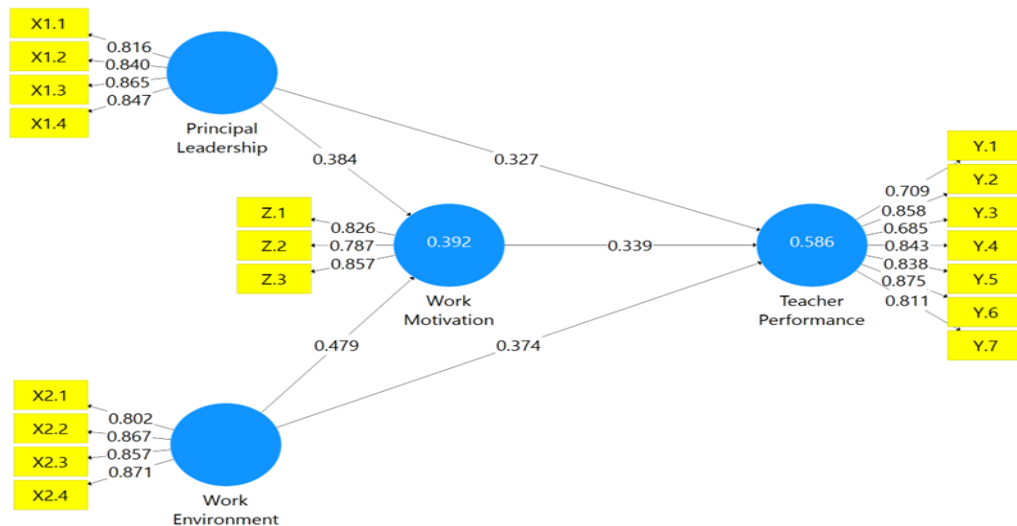 X1.1
X1.2
X1.3
X1.4
0.816
0.840
0.865
0.847
Principal
Leadership
0.384
0.327
Z.1
Z.2
Z.3
0.826
0.787
0.857
0.392
Work
Motivation
0.339
0.479
0.374
0.586
Teacher
Performance
0.709
0.858
0.685
0.843
0.838
0.875
0.811
Y.1
Y.2
Y.3
Y.4
Y.5
Y.6
Y.7
X2.1
X2.2
X2.3
X2.4
0.802
0.867
0.857
0.871
Work
Environment